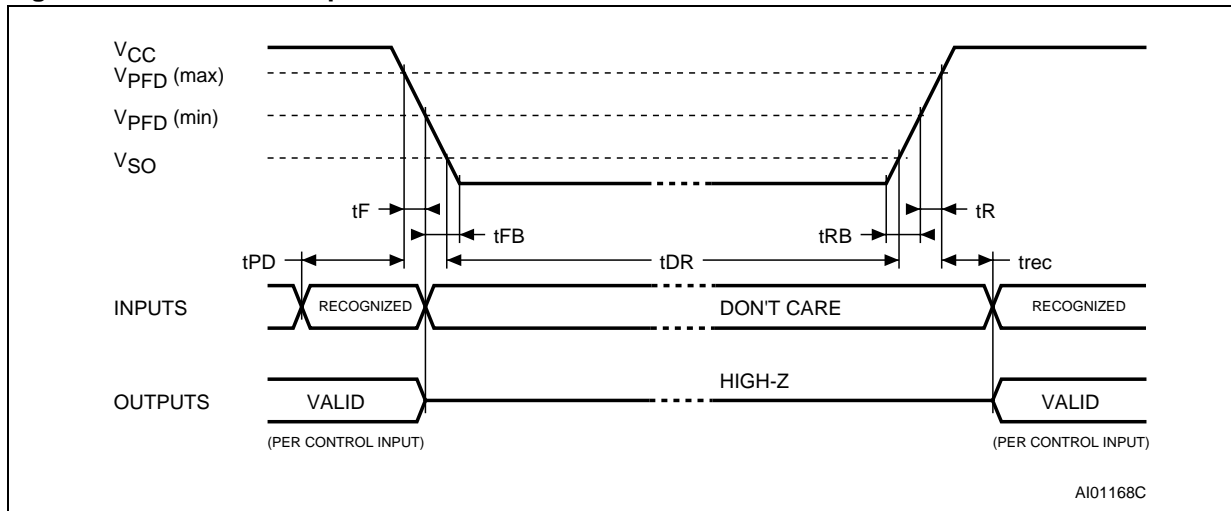 VCC
VPFD (max)
VPFD (min)
VSO
tF
tR
tFB
tRB
tPD
tDR
trec
INPUTS
RECOGNIZED
DON'T CARE
RECOGNIZED
HIGH-Z
OUTPUTS
VALID
VALID
(PER CONTROL INPUT)
(PER CONTROL INPUT)
AI01168C